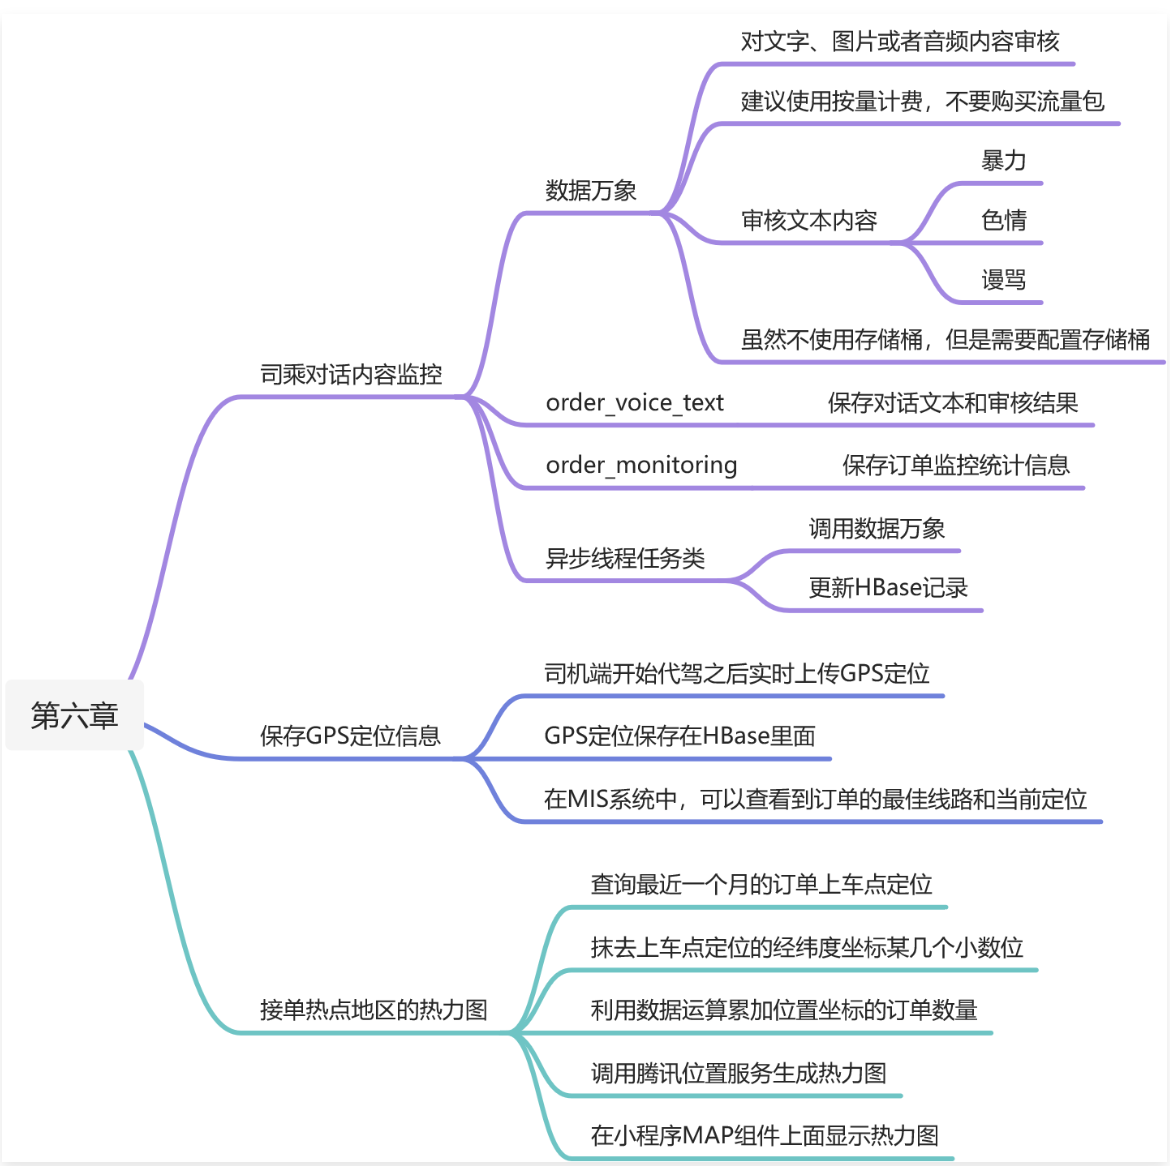 对文字、图片或者音频内容审核
建议使用按量计费，不要购买流量包
暴力
数据万象
审核文本内容
色情
谩骂
虽然不使用存储桶，但是需要配置存储桶
司乘对话内容监控
order_voice_text 保存对话文本和审核结果
order_monitoring 保存订单监控统计信息
调用数据万象
异步线程任务类
更新HBase记录
司机端开始代驾之后实时上传GPS定位
第六章
保存GPS定位信息
GPS定位保存在HBase里面
在MIS系统中，可以查看到订单的最佳线路和当前定位
查询最近一个月的订单上车点定位
抹去上车点定位的经纬度坐标某几个小数位
接单热点地区的热力图
利用数据运算累加位置坐标的订单数量
调用腾讯位置服务生成热力图
在小程序MAP组件上面显示热力图